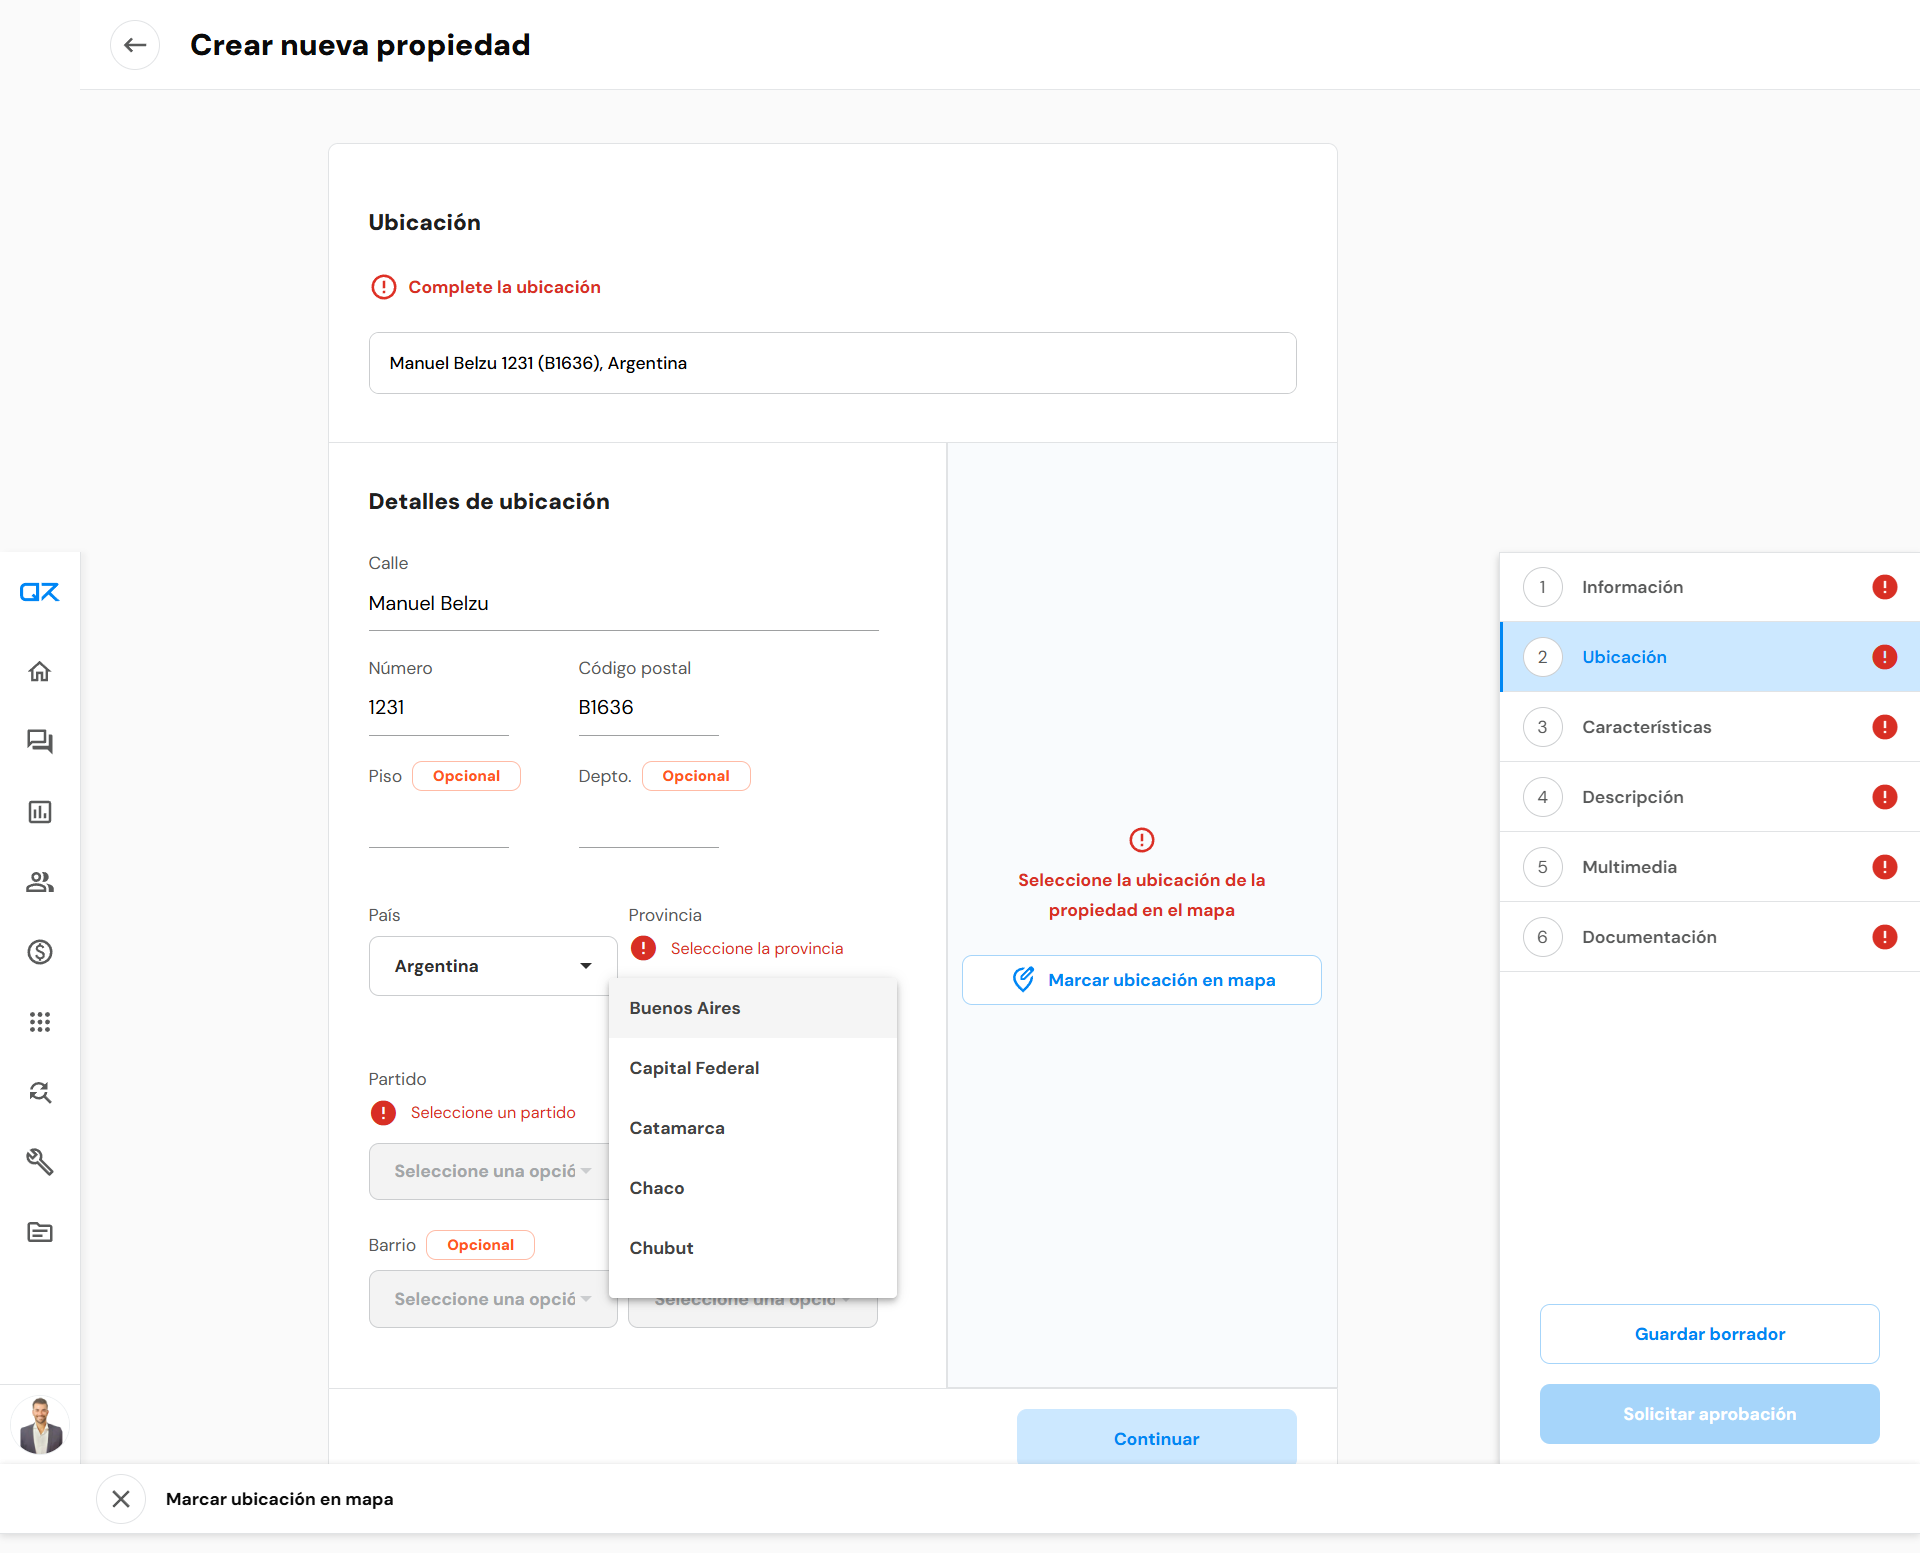 Crear nueva propiedad
Ubicación
Complete la ubicación
Manuel Belzu 1231 (B1636), Argentina
Detalles de ubicación
Calle
Manuel Belzu
Número
Código postal
1231
B1636
Piso
Opcional
Depto.
Opcional
País
Provincia
Argentina
Seleccione la provincia
Buenos Aires
Capital Federal
Catamarca
Chaco
Chubut
Partido
Seleccione un partido
Seleccione una opció
Barrio
Opcional
Seleccione una opció
Seleccione una opció
Seleccione la ubicación de la
propiedad en el mapa
Marcar ubicación en mapa
Continuar
1 Información
2 Ubicación
3 Características
4 Descripción
5 Multimedia
6 Documentación
Guardar borrador
Solicitar aprobación
Marcar ubicación en mapa